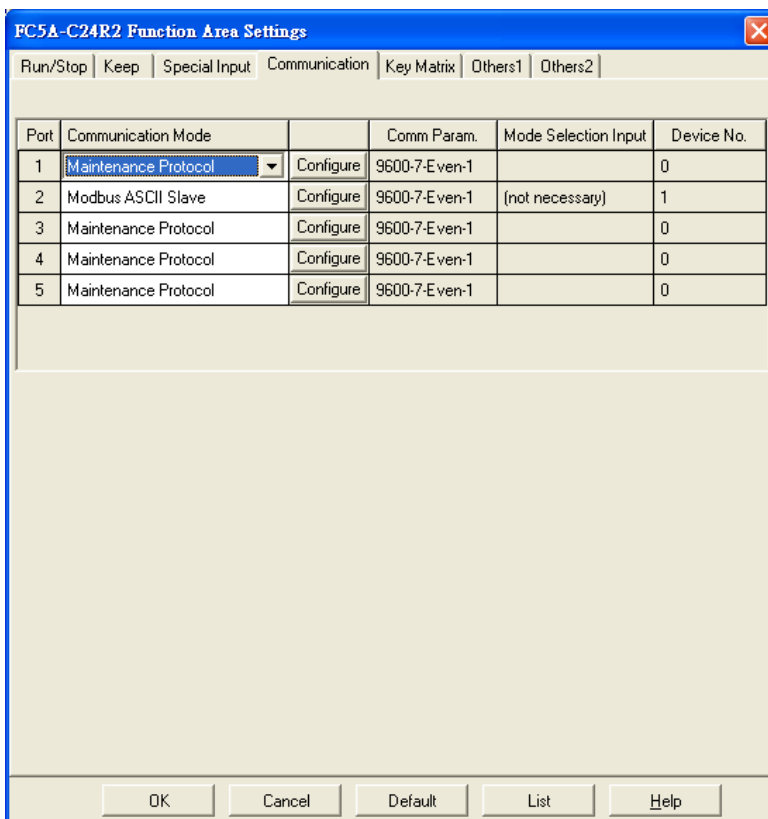 FC5A-C24R2 Function Area Settings
Run/Stop Keep Special Input Communication Key Matrix Others1 Others2
Port Communication Mode Comm Param. Mode Selection Input Device No.
1 Maintenance Protocol Configure 9600-7-Even-1 0
2 Modbus ASCII Slave Configure 9600-7-Even-1 (not necessary) 1
3 Maintenance Protocol Configure 9600-7-Even-1 0
4 Maintenance Protocol Configure 9600-7-Even-1 0
5 Maintenance Protocol Configure 9600-7-Even-1 0
OK Cancel Default List Help